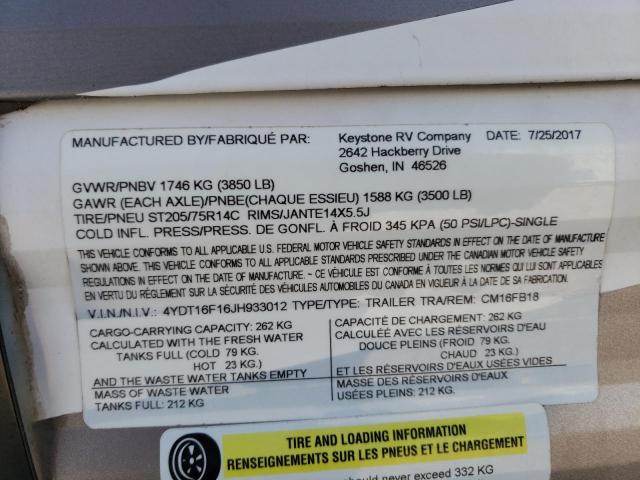 MANUFACTURED BY/FABRIQUÉ PAR: Keystone RV Company DATE: 7/25/2017
2642 Hackberry Drive
Goshen, IN 46526
GVWR/PNBV 1746 KG (3850 LB)
GAWR (EACH AXLE)/PNBE(CHAQUE ESSIEU) 1588 KG (3500 LB)
TIRE/PNEU ST205/75R14C RIMS/JANTE14X5.5J
COLD INFL. PRESS/PRESS. DE GONFL. À FROID 345 KPA (50 PSI/LPC)-SINGLE
THIS VEHICLE CONFORMS TO ALL APPLICABLE U.S. FEDERAL MOTOR VEHICLE SAFETY STANDARDS IN EFFECT ON THE DATE OF MANUFACTURE
SHOWN ABOVE. THIS VEHICLE CONFORMS TO ALL APPLICABLE STANDARDS PRESCRIBED UNDER THE CANADIAN MOTOR VEHICLE SAFETY
REGULATIONS IN EFFECT ON THE DATE OF MANUFACTURE. CE VÉHICULE EST CONFORME À TOUTES LES NORMES QUI LUI SONT APPLICABLES
EN VERTU DU RÈGLEMENT SUR LA SÉCURITÉ DES VÉHICULES AUTOMOBILES DU CANADA EN VIGUEUR À LA DATE DE SA FABRICATION.
V.I.N./N.I.V.: 4YDT16F16JH933012 TYPE/TYPE: TRAILER TRA/REM: CM16FB18
CARGO-CARRYING CAPACITY: 262 KG
CALCULATED WITH THE FRESH WATER
TANKS FULL (COLD 79 KG.
HOT 23 KG.)
AND THE WASTE WATER TANKS EMPTY
MASS OF WASTE WATER
TANKS FULL: 212 KG
CAPACITÉ DE CHARGEMENT: 262 KG
CALCULÉE AVEC LES RÉSERVOIRS D'EAU
DOUCE PLEINS (FROID 79 KG.
CHAUD 23 KG.)
ET LES RÉSERVOIRS D'EAUX USÉES VIDES
MASSE DES RÉSERVOIRS D'EAUX
USÉES PLEINS: 212 KG.
TIRE AND LOADING INFORMATION
RENSEIGNEMENTS SUR LES PNEUS ET LE CHARGEMENT
should never exceed 332 KG